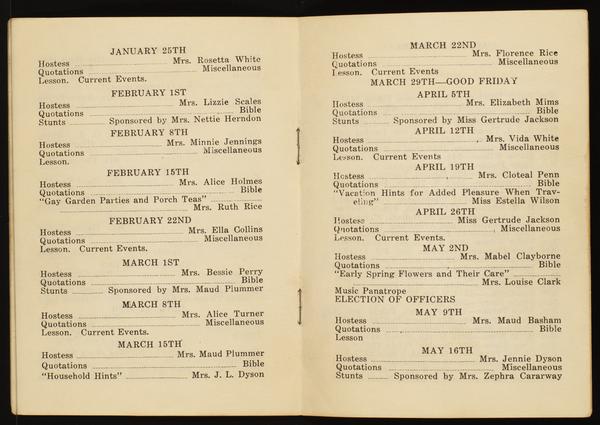 JANUARY 25TH
Hostess Mrs. Rosetta White
Quotations Miscellaneous
Lesson. Current Events.
FEBRUARY 1ST
Hostess Mrs. Lizzie Scales
Quotations Bible
Stunts Sponsored by Mrs. Nettie Herndon
FEBRUARY 8TH
Hostess Mrs. Minnie Jennings
Quotations Miscellaneous
Lesson.
FEBRUARY 15TH
Hostess Mrs. Alice Holmes
Quotations Bible
"Gay Garden Parties and Porch Teas"
Mrs. Ruth Rice
FEBRUARY 22ND
Hostess Mrs. Ella Collins
Quotations Miscellaneous
Lesson. Current Events.
MARCH 1ST
Hostess Mrs. Bessie Perry
Quotations Bible
Stunts Sponsored by Mrs. Maud Plummer
MARCH 8TH
Hostess Mrs. Alice Turner
Quotations Miscellaneous
Lesson. Current Events.
MARCH 15TH
Hostess Mrs. Maud Plummer
Quotations Bible
"Household Hints" Mrs. J. L. Dyson
MARCH 22ND
Hostess Mrs. Florence Rice
Quotations Miscellaneous
Lesson. Current Events
MARCH 29TH—GOOD FRIDAY
APRIL 5TH
Hostess Mrs. Elizabeth Mims
Quotations Bible
Stunts Sponsored by Miss Gertrude Jackson
APRIL 12TH
Hostess Mrs. Vida White
Quotations Miscellaneous
Lesson. Current Events
APRIL 19TH
Hostess Mrs. Cloteal Penn
Quotations Bible
"Vacation Hints for Added Pleasure When Trav-
eling" Miss Estella Wilson
APRIL 26TH
Hostess Miss Gertrude Jackson
Quotations Miscellaneous
Lesson. Current Events.
MAY 2ND
Hostess Mrs. Mabel Clayborne
Quotations Bible
"Early Spring Flowers and Their Care"
Mrs. Louise Clark
Music Panatrope
ELECTION OF OFFICERS
MAY 9TH
Hostess Mrs. Maud Basham
Quotations Bible
Lesson
MAY 16TH
Hostess Mrs. Jennie Dyson
Quotations Miscellaneous
Stunts Sponsored by Mrs. Zephra Cararway